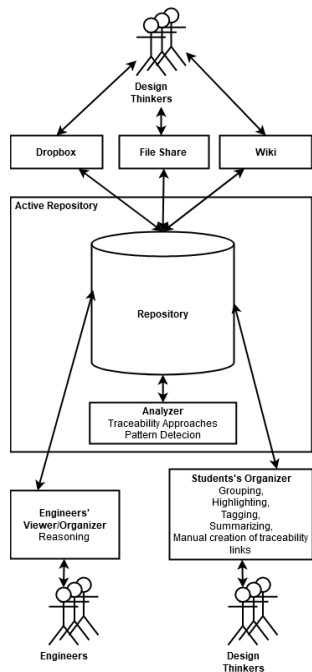 Design
Thinkers
Dropbox
File Share
Wiki
Active Repository
Repository
Analyzer
Traceability Approaches
Pattern Detecion
Engineers'
Viewer/Organizer
Reasoning
Students's Organizer
Grouping,
Highlighting,
Tagging,
Summarizing,
Manual creation of traceability
links
Engineers
Design
Thinkers